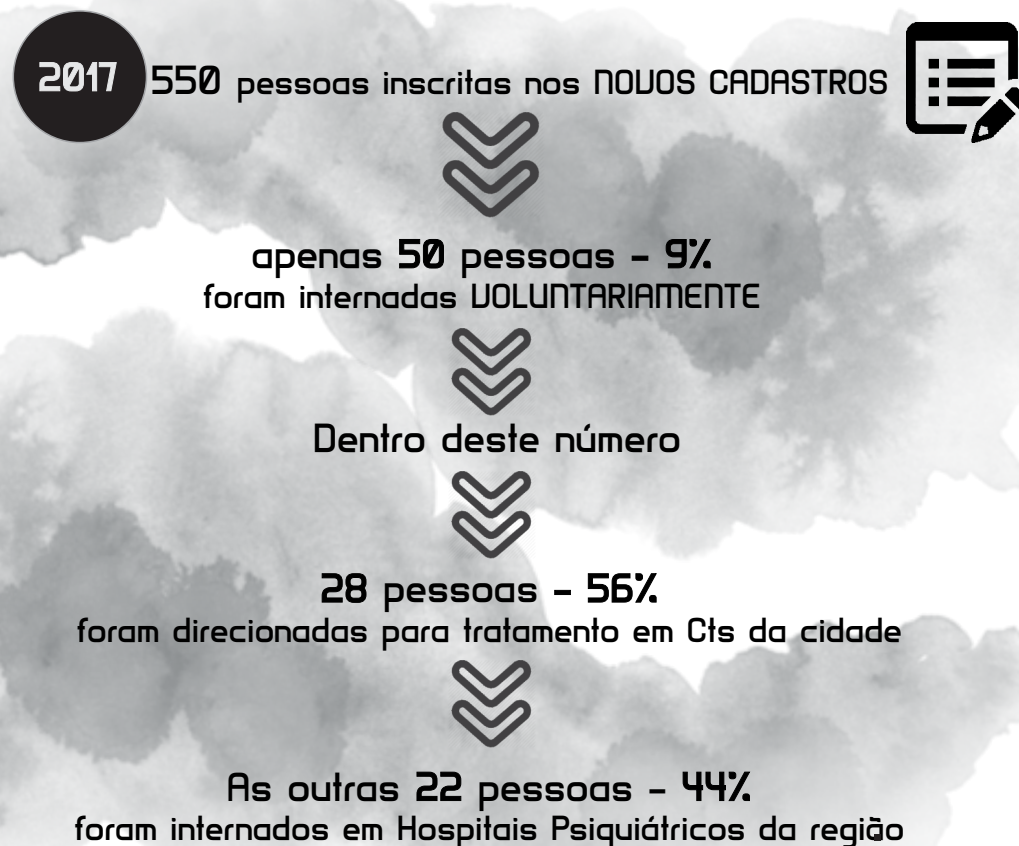 2017 550 pessoas inscritas nos NOVOS CADASTROS
apenas 50 pessoas - 9%
foram internadas VOLUNTARIAMENTE
Dentro deste número
28 pessoas - 56%
foram direcionadas para tratamento em Cts da cidade
As outras 22 pessoas - 44%
foram internados em Hospitais Psiquiátricos da região